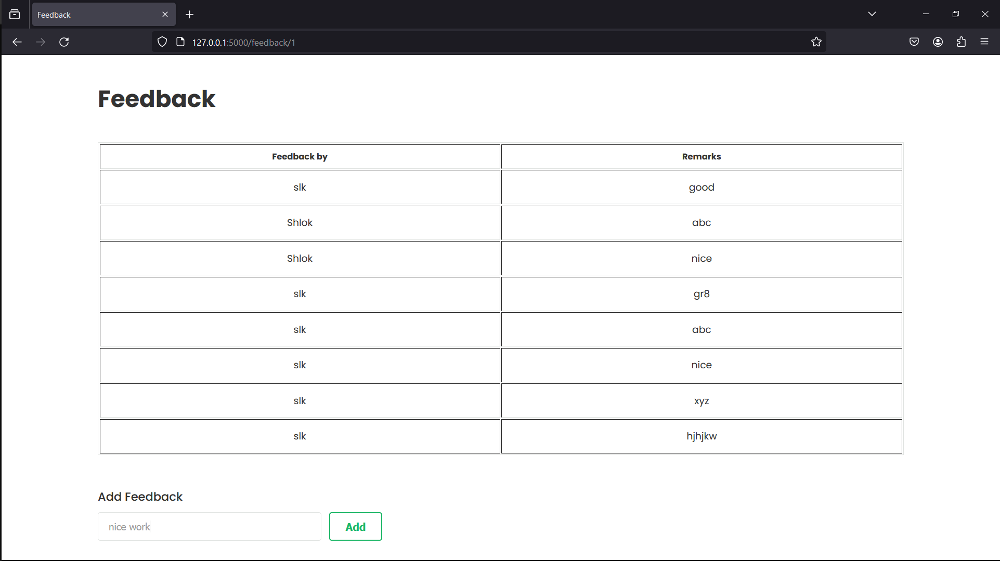 Feedback
127.0.0.1:5000/feedback/1
Feedback
Feedback by Remarks
slk good
Shlok abc
Shlok nice
slk gr8
slk abc
slk nice
slk xyz
slk hjhjkw
Add Feedback
nice work Add